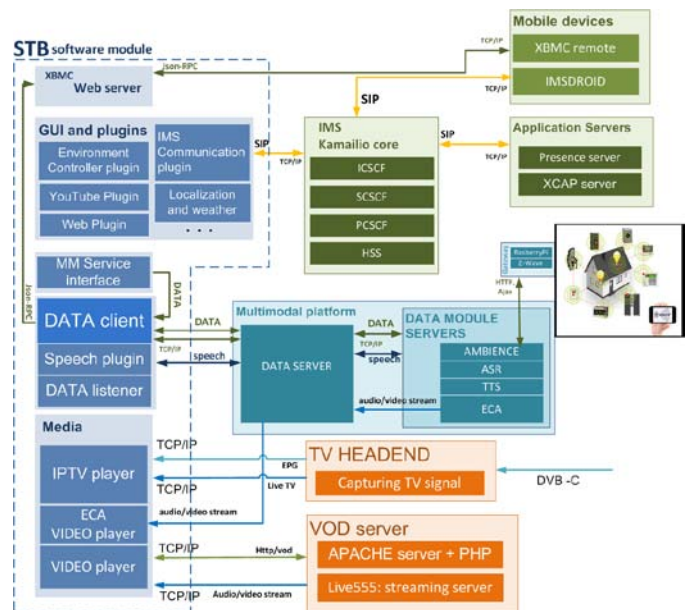 STB software module
XBMC
Web server
Json-RPC
TCP/IP
Mobile devices
XBMC remote
IMSDROID
TCP/IP
SIP
GUI and plugins
Environment
Controller plugin
YouTube Plugin
Web Plugin
IMS
Communication
plugin
Localization
and weather
. . .
SIP
TCP/IP
IMS
Kamailio core
ICSCF
SCSCF
PCSCF
HSS
SIP
TCP/IP
Application Servers
Presence server
XCAP server
Json-RPC
MM Service
interface
DATA
DATA client
Speech plugin
DATA listener
DATA
TCP/IP
speech
Multimodal platform
DATA SERVER
DATA
TCP/IP
speech
audio/video stream
DATA MODULE
SERVERS
AMBIENCE
ASR
TTS
ECA
HTTP,
Ajax
Z-Wave
Media
IPTV player
ECA
VIDEO player
VIDEO player
TCP/IP
EPG
Live TV
TCP/IP
audio/video stream
TCP/IP
Http/vod
TCP/IP
Audio/video stream
TV HEADEND
Capturing TV signal
DVB -C
VOD server
APACHE server + PHP
Live555: streaming server